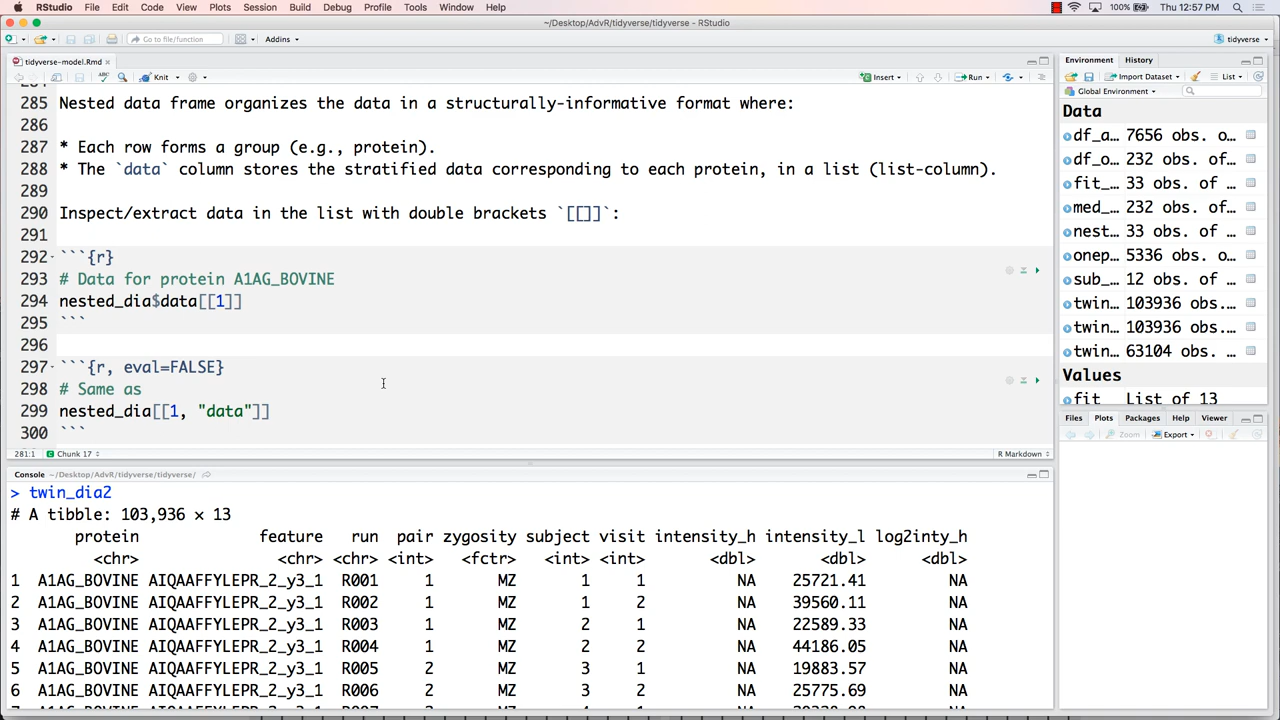 RStudio File Edit Code View Plots Session Build Debug Profile Tools Window Help 100% Thu 12:57 PM
~/Desktop/AdvR/tidyverse/tidyverse - RStudio
Go to file/function Addins tidyverse
tidyverse-model.Rmd
Knit Insert Run
285 Nested data frame organizes the data in a structurally-informative format where:
286
287 * Each row forms a group (e.g., protein).
288 * The `data` column stores the stratified data corresponding to each protein, in a list (list-column).
289
290 Inspect/extract data in the list with double brackets `[[]]`:
291
292 ```{r}
293 # Data for protein A1AG_BOVINE
294 nested_dia$data[[1]]
295 ```
296
297 ```{r, eval=FALSE}
298 # Same as
299 nested_dia[[1, "data"]]
300 ```
281:1 Chunk 17 R Markdown
Console ~/Desktop/AdvR/tidyverse/tidyverse/
> twin_dia2
# A tibble: 103,936 × 13
protein feature run pair zygosity subject visit intensity_h intensity_l log2inty_h
<chr> <chr> <chr> <int> <fctr> <int> <int> <dbl> <dbl> <dbl>
1 A1AG_BOVINE AIQAAFFYLEPR_2_y3_1 R001 1 MZ 1 1 NA 25721.41 NA
2 A1AG_BOVINE AIQAAFFYLEPR_2_y3_1 R002 1 MZ 1 2 NA 39560.11 NA
3 A1AG_BOVINE AIQAAFFYLEPR_2_y3_1 R003 1 MZ 2 1 NA 22589.33 NA
4 A1AG_BOVINE AIQAAFFYLEPR_2_y3_1 R004 1 MZ 2 2 NA 44186.05 NA
5 A1AG_BOVINE AIQAAFFYLEPR_2_y3_1 R005 2 MZ 3 1 NA 19883.57 NA
6 A1AG_BOVINE AIQAAFFYLEPR_2_y3_1 R006 2 MZ 3 2 NA 25775.69 NA
Environment History
Import Dataset List
Global Environment
Data
df_a… 7656 obs. o…
df_o… 232 obs. of…
fit_… 33 obs. of …
med_… 232 obs. of…
nest… 33 obs. of …
onep… 5336 obs. o…
sub_… 12 obs. of …
twin… 103936 obs.…
twin… 103936 obs.…
twin… 63104 obs. …
Values
fit List of 13
Files Plots Packages Help Viewer
Zoom Export